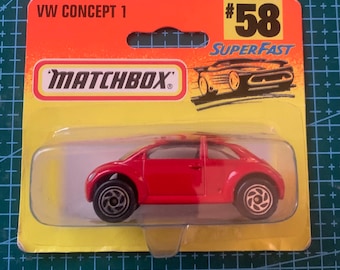 VW CONCEPT 1
#58
SUPERFAST
MATCHBOX®